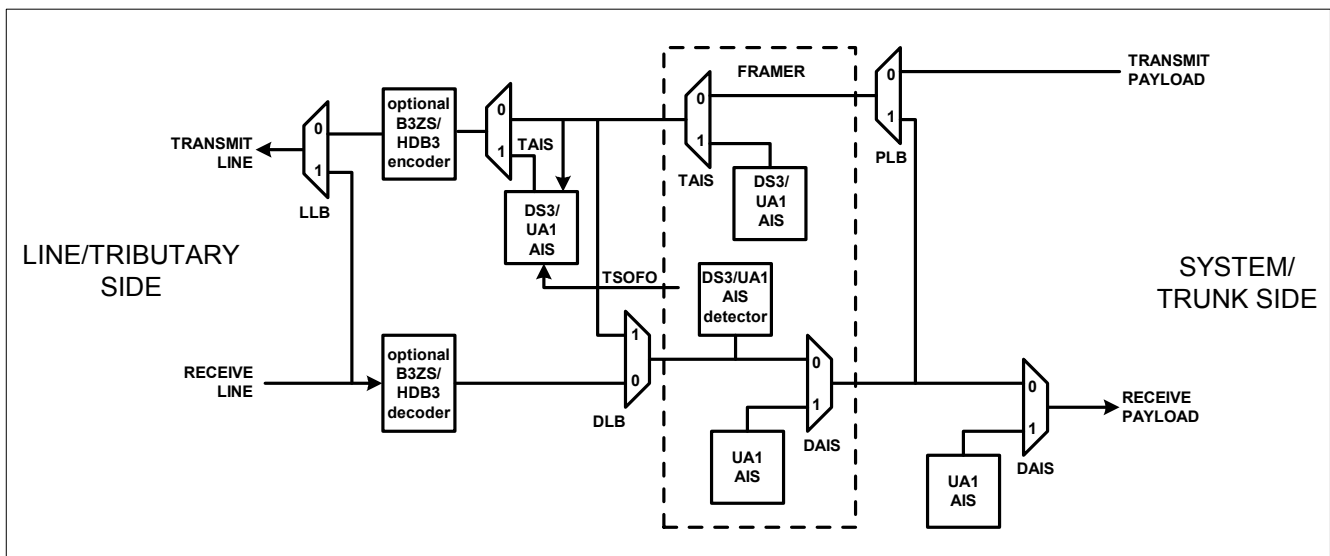 FRAMER
TRANSMIT
PAYLOAD
0
1
PLB
optional
B3ZS/
HDB3
encoder
0
1
TAIS
0
1
TAIS
DS3/
UA1
AIS
TRANSMIT
LINE
0
1
LLB
DS3/
UA1
AIS
LINE/TRIBUTARY
SIDE
TSOFO
DS3/UA1
AIS
detector
SYSTEM/
TRUNK SIDE
RECEIVE
LINE
optional
B3ZS/
HDB3
decoder
1
0
DLB
0
1
DAIS
UA1
AIS
0
1
DAIS
UA1
AIS
RECEIVE
PAYLOAD